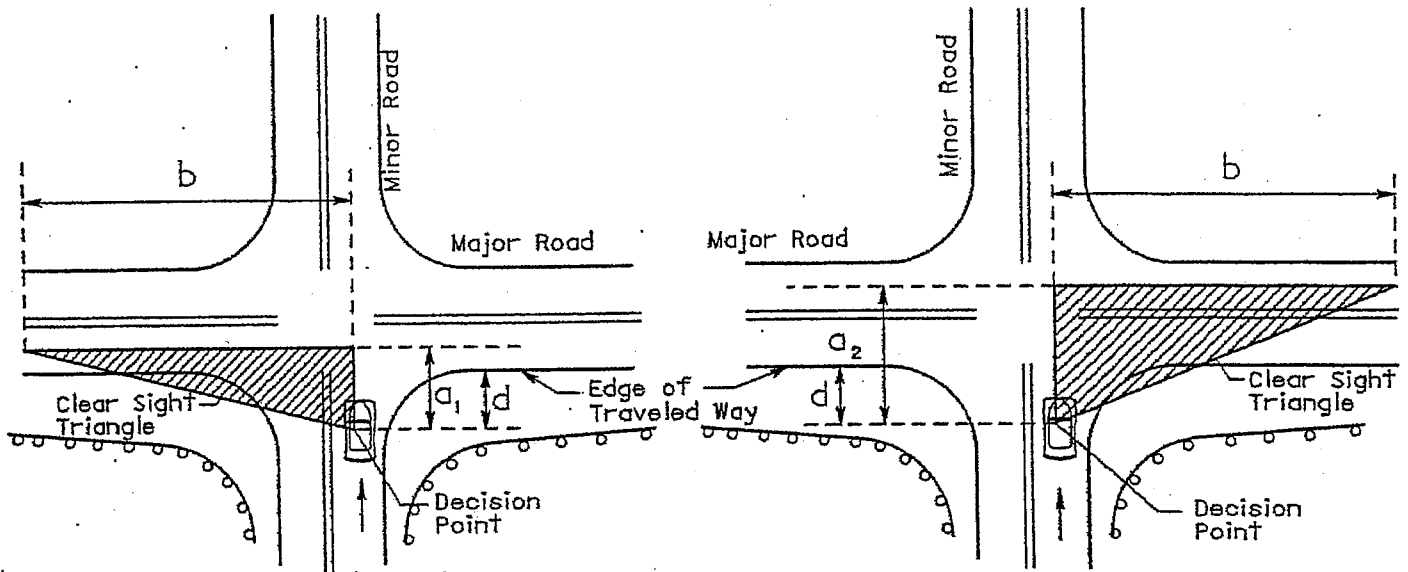 Minor Road
b
Major Road
a₁
d
Clear Sight
Triangle
Decision
Point
Edge of
Traveled Way
Minor Road
b
Major Road
a₂
d
Clear Sight
Triangle
Decision
Point